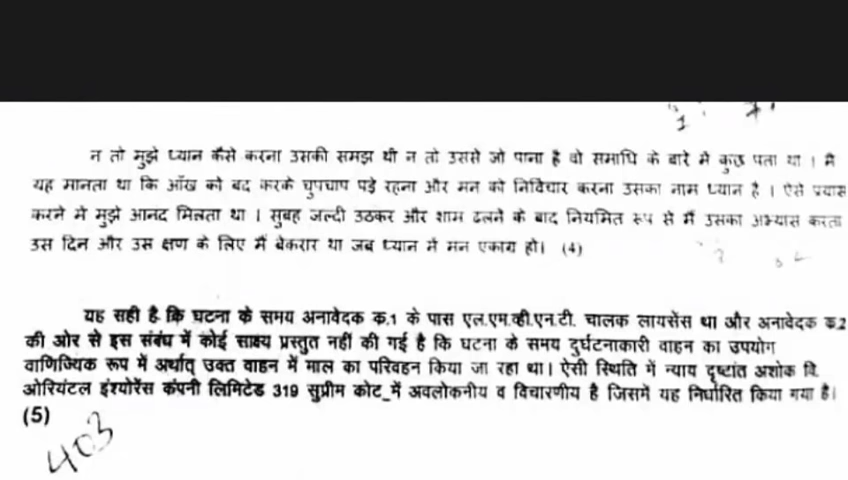 न तो मुझे ध्यान कैसे करना उसकी समझ थी न तो उससे जो पाना है वो समाधि के बारे मे कुछ पता था । मै
यह मानता था कि आँख को बद करके चुपचाप पड़े रहना और मन को निर्विचार करना उसका नाम ध्यान है । ऐसे प्रयास
करने मे मुझे आनद मिलता था । सुबह जल्दी उठकर और शाम ढलने के बाद नियमित रूप से मैं उसका अभ्यास करता
उस दिन और उस क्षण के लिए मैं बेकरार था जब ध्यान में मन एकाग्र हो। (4)
यह सही है कि घटना के समय अनावेदक क.1 के पास एल.एम.व्ही.एन.टी. चालक लायसेंस था और अनावेदक क.2
की ओर से इस संबंध में कोई साक्ष्य प्रस्तुत नहीं की गई है कि घटना के समय दुर्घटनाकारी वाहन का उपयोग
वाणिज्यिक रूप में अर्थात् उक्त वाहन में माल का परिवहन किया जा रहा था। ऐसी स्थिति में न्याय दृष्टांत अशोक वि.
ओरियंटल इंश्योरेंस कंपनी लिमिटेड 319 सुप्रीम कोट_में अवलोकनीय व विचारणीय है जिसमें यह निर्धारित किया गया है।
(5)
403